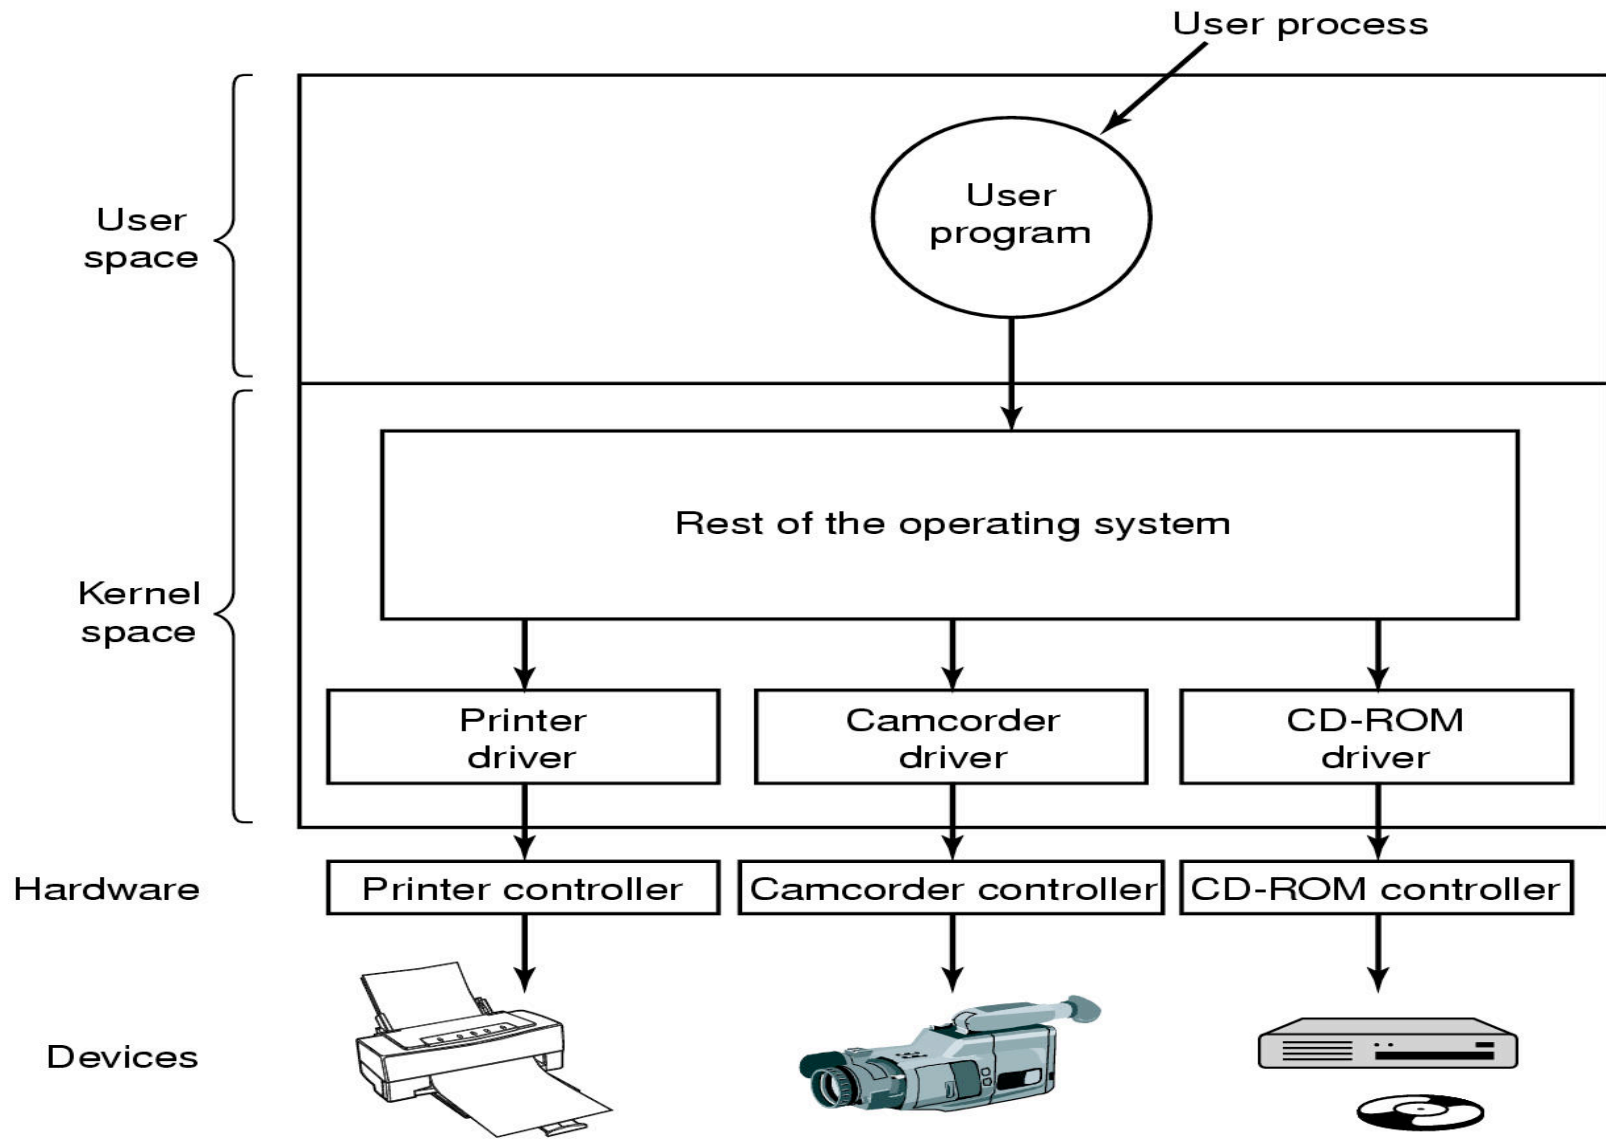 User process
User
program
User
space
Rest of the operating system
Kernel
space
Printer
driver
Camcorder
driver
CD-ROM
driver
Hardware
Printer controller
Camcorder controller
CD-ROM controller
Devices